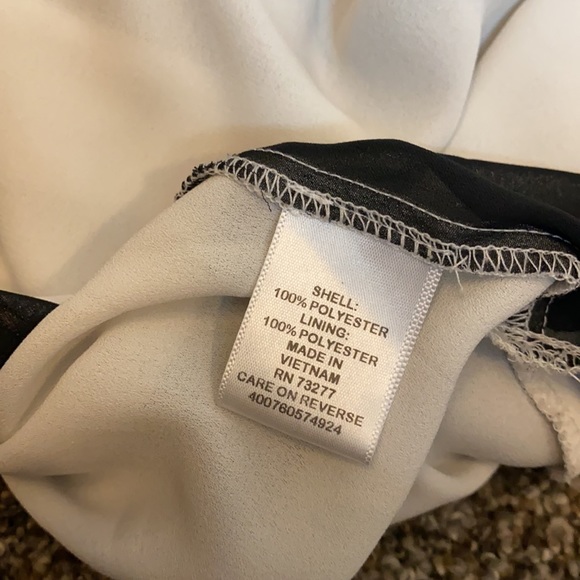 SHELL:
100% POLYESTER
LINING:
100% POLYESTER
MADE IN
VIETNAM
RN 73277
CARE ON REVERSE
400760574924